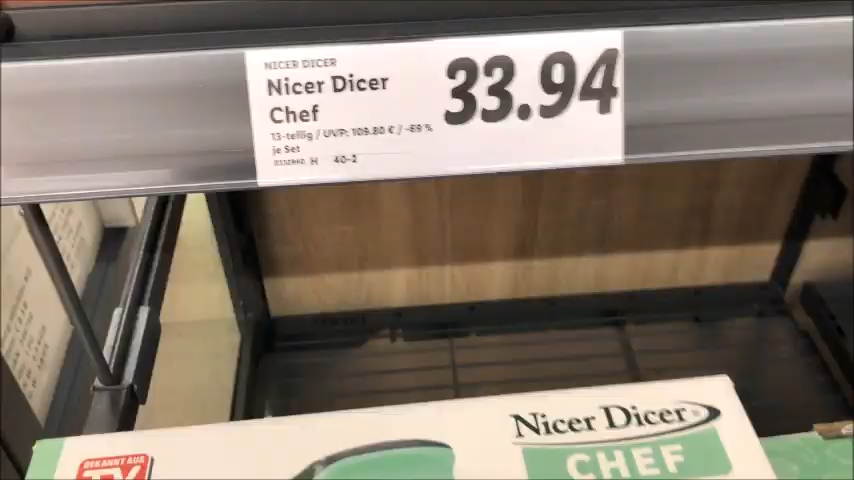 NICER DICER
Nicer Dicer
Chef
13-teilig / UVP: 109.80 € / -69 %
je Set
H 40-2
33.94
Nicer Dicer
CHEF
BEKANNT AUS
TV